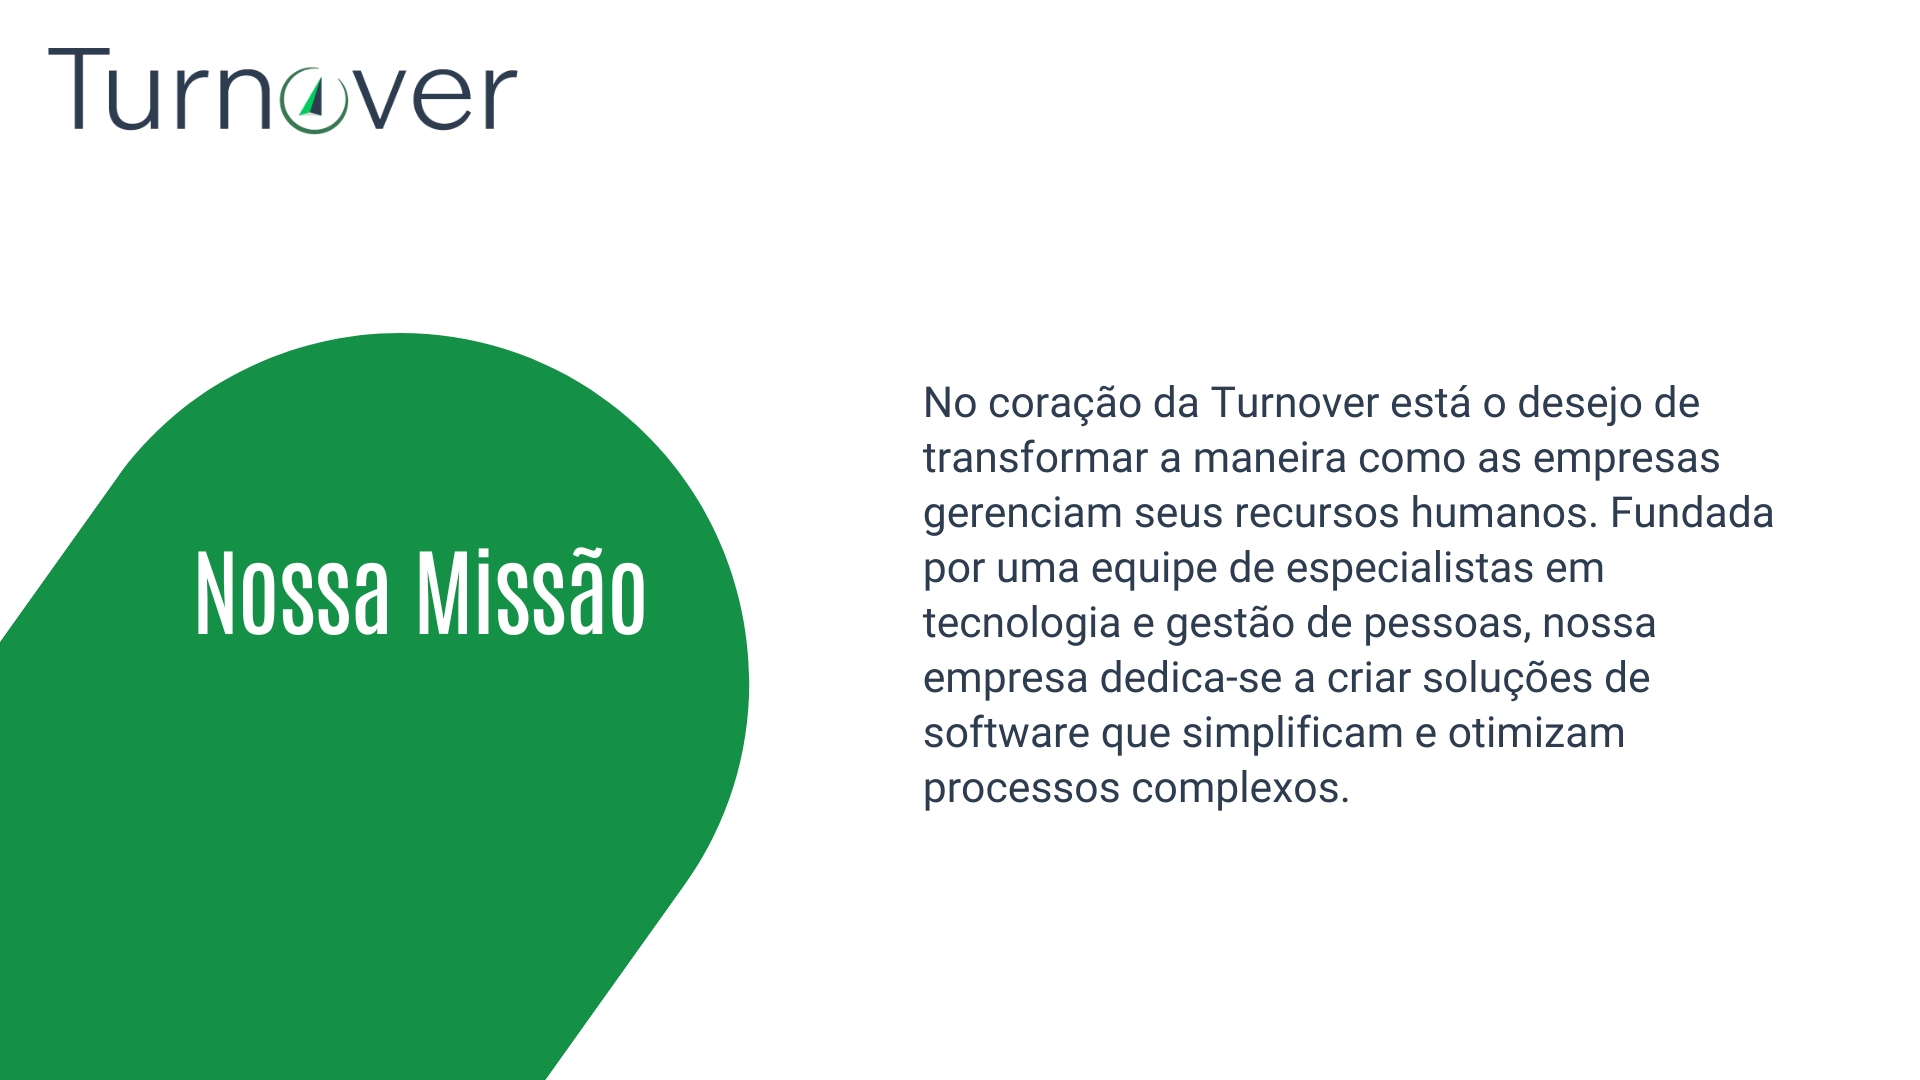 Turnover
Nossa Missão
No coração da Turnover está o desejo de
transformar a maneira como as empresas
gerenciam seus recursos humanos. Fundada
por uma equipe de especialistas em
tecnologia e gestão de pessoas, nossa
empresa dedica-se a criar soluções de
software que simplificam e otimizam
processos complexos.